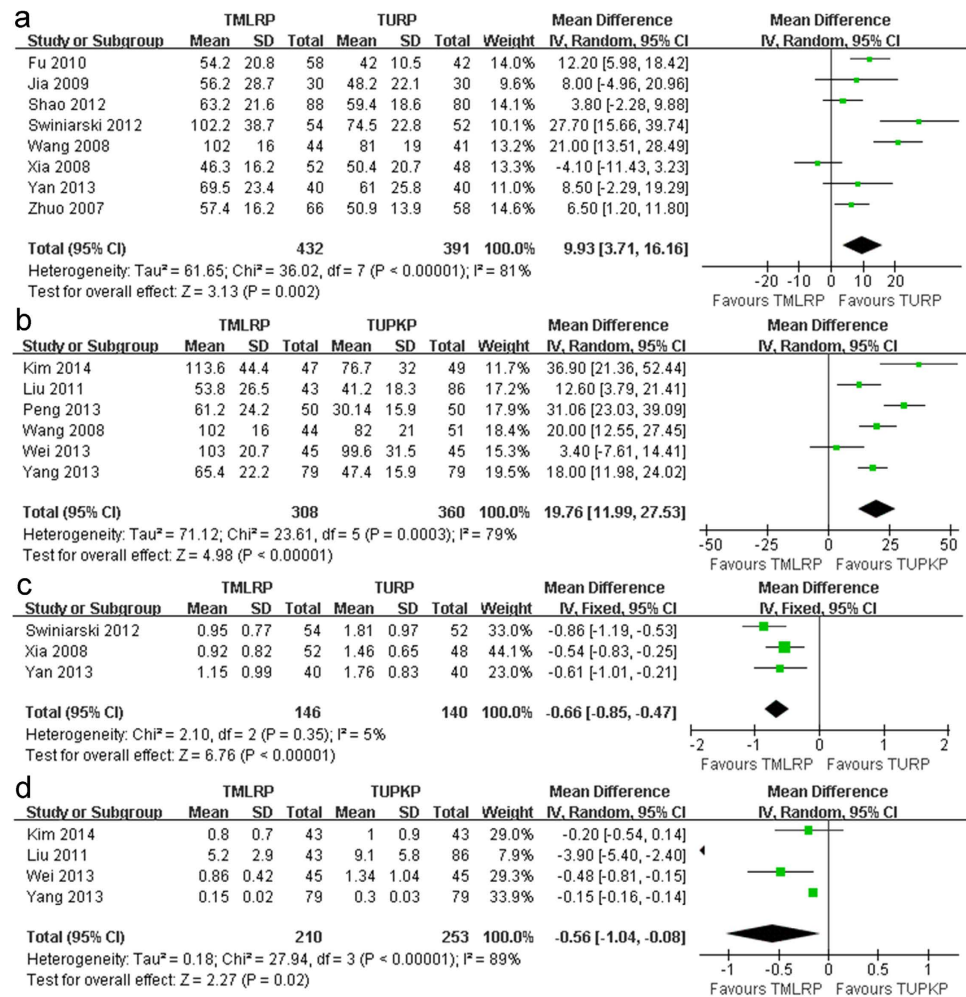 a
TMLRP TURP Mean Difference Mean Difference
Study or Subgroup Mean SD Total Mean SD Total Weight IV, Random, 95% CI IV, Random, 95% CI
Fu 2010 54.2 20.8 58 42 10.5 42 14.0% 12.20 [5.98, 18.42]
Jia 2009 56.2 28.7 30 48.2 22.1 30 9.6% 8.00 [-4.96, 20.96]
Shao 2012 63.2 21.6 88 59.4 18.6 80 14.1% 3.80 [-2.28, 9.88]
Swiniarski 2012 102.2 38.7 54 74.5 22.8 52 10.1% 27.70 [15.66, 39.74]
Wang 2008 102 16 44 81 19 41 13.2% 21.00 [13.51, 28.49]
Xia 2008 46.3 16.2 52 50.4 20.7 48 13.3% -4.10 [-11.43, 3.23]
Yan 2013 69.5 23.4 40 61 25.8 40 11.0% 8.50 [-2.29, 19.29]
Zhuo 2007 57.4 16.2 66 50.9 13.9 58 14.6% 6.50 [1.20, 11.80]
Total (95% CI) 432 391 100.0% 9.93 [3.71, 16.16]
Heterogeneity: Tau² = 61.65; Chi² = 36.02, df = 7 (P < 0.00001); I² = 81%
Test for overall effect: Z = 3.13 (P = 0.002)
-20 -10 0 10 20
Favours TMLRP Favours TURP
b
TMLRP TUPKP Mean Difference Mean Difference
Study or Subgroup Mean SD Total Mean SD Total Weight IV, Random, 95% CI IV, Random, 95% CI
Kim 2014 113.6 44.4 47 76.7 32 49 11.7% 36.90 [21.36, 52.44]
Liu 2011 53.8 26.5 43 41.2 18.3 86 17.2% 12.60 [3.79, 21.41]
Peng 2013 61.2 24.2 50 30.14 15.9 50 17.9% 31.06 [23.03, 39.09]
Wang 2008 102 16 44 82 21 51 18.4% 20.00 [12.55, 27.45]
Wei 2013 103 20.7 45 99.6 31.5 45 15.3% 3.40 [-7.61, 14.41]
Yang 2013 65.4 22.2 79 47.4 15.9 79 19.5% 18.00 [11.98, 24.02]
Total (95% CI) 308 360 100.0% 19.76 [11.99, 27.53]
Heterogeneity: Tau² = 71.12; Chi² = 23.61, df = 5 (P = 0.0003); I² = 79%
Test for overall effect: Z = 4.98 (P < 0.00001)
-50 -25 0 25 50
Favours TMLRP Favours TUPKP
c
TMLRP TURP Mean Difference Mean Difference
Study or Subgroup Mean SD Total Mean SD Total Weight IV, Fixed, 95% CI IV, Fixed, 95% CI
Swiniarski 2012 0.95 0.77 54 1.81 0.97 52 33.0% -0.86 [-1.19, -0.53]
Xia 2008 0.92 0.82 52 1.46 0.65 48 44.1% -0.54 [-0.83, -0.25]
Yan 2013 1.15 0.99 40 1.76 0.83 40 23.0% -0.61 [-1.01, -0.21]
Total (95% CI) 146 140 100.0% -0.66 [-0.85, -0.47]
Heterogeneity: Chi² = 2.10, df = 2 (P = 0.35); I² = 5%
Test for overall effect: Z = 6.76 (P < 0.00001)
-2 -1 0 1 2
Favours TMLRP Favours TURP
d
TMLRP TUPKP Mean Difference Mean Difference
Study or Subgroup Mean SD Total Mean SD Total Weight IV, Random, 95% CI IV, Random, 95% CI
Kim 2014 0.8 0.7 43 1 0.9 43 29.0% -0.20 [-0.54, 0.14]
Liu 2011 5.2 2.9 43 9.1 5.8 86 7.9% -3.90 [-5.40, -2.40]
Wei 2013 0.86 0.42 45 1.34 1.04 45 29.3% -0.48 [-0.81, -0.15]
Yang 2013 0.15 0.02 79 0.3 0.03 79 33.9% -0.15 [-0.16, -0.14]
Total (95% CI) 210 253 100.0% -0.56 [-1.04, -0.08]
Heterogeneity: Tau² = 0.18; Chi² = 27.94, df = 3 (P < 0.00001); I² = 89%
Test for overall effect: Z = 2.27 (P = 0.02)
-1 -0.5 0 0.5 1
Favours TMLRP Favours TUPKP